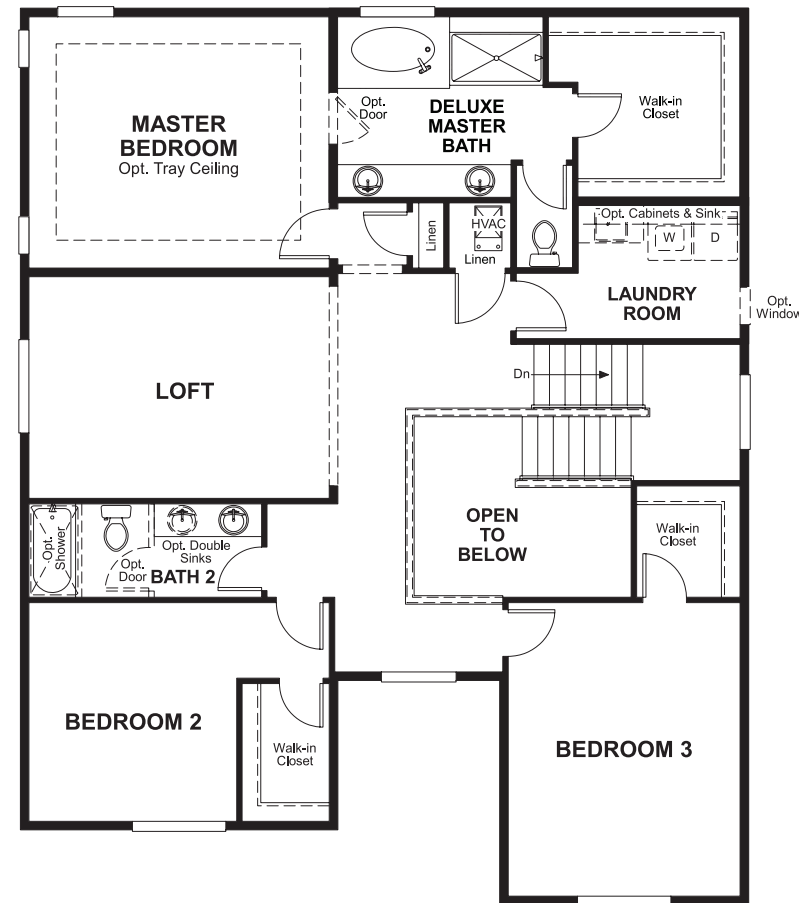 MASTER
BEDROOM
Opt. Tray Ceiling
Opt.
Door
DELUXE
MASTER
BATH
Walk-in
Closet
Linen
HVAC
Linen
Opt. Cabinets & Sink
W
D
LAUNDRY
ROOM
Opt.
Window
LOFT
Dn
OPEN
TO
BELOW
Walk-in
Closet
Opt.
Shower
Opt.
Door
Opt. Double
Sinks
BATH 2
BEDROOM 2
Walk-in
Closet
BEDROOM 3